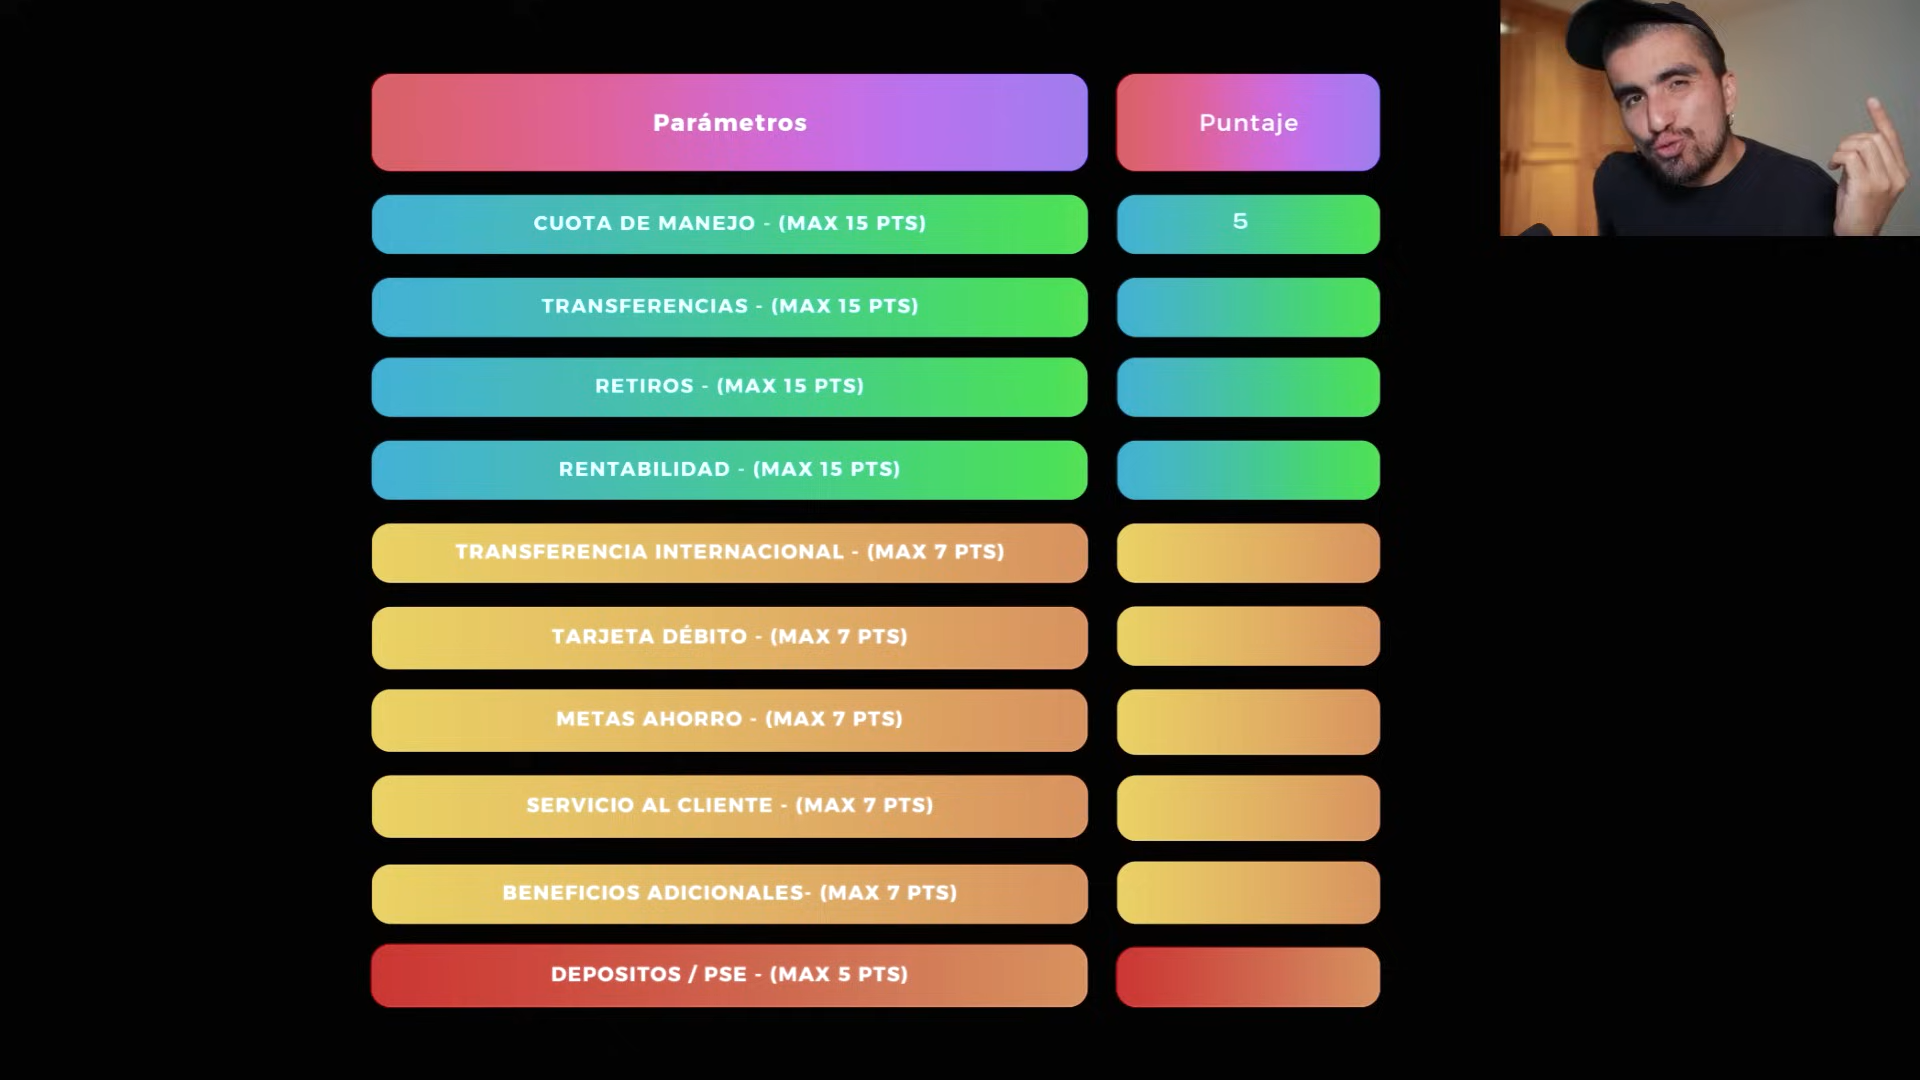 Parámetros
Puntaje
CUOTA DE MANEJO - (MAX 15 PTS)
5
TRANSFERENCIAS - (MAX 15 PTS)
RETIROS - (MAX 15 PTS)
RENTABILIDAD - (MAX 15 PTS)
TRANSFERENCIA INTERNACIONAL - (MAX 7 PTS)
TARJETA DÉBITO - (MAX 7 PTS)
METAS AHORRO - (MAX 7 PTS)
SERVICIO AL CLIENTE - (MAX 7 PTS)
BENEFICIOS ADICIONALES- (MAX 7 PTS)
DEPOSITOS / PSE - (MAX 5 PTS)